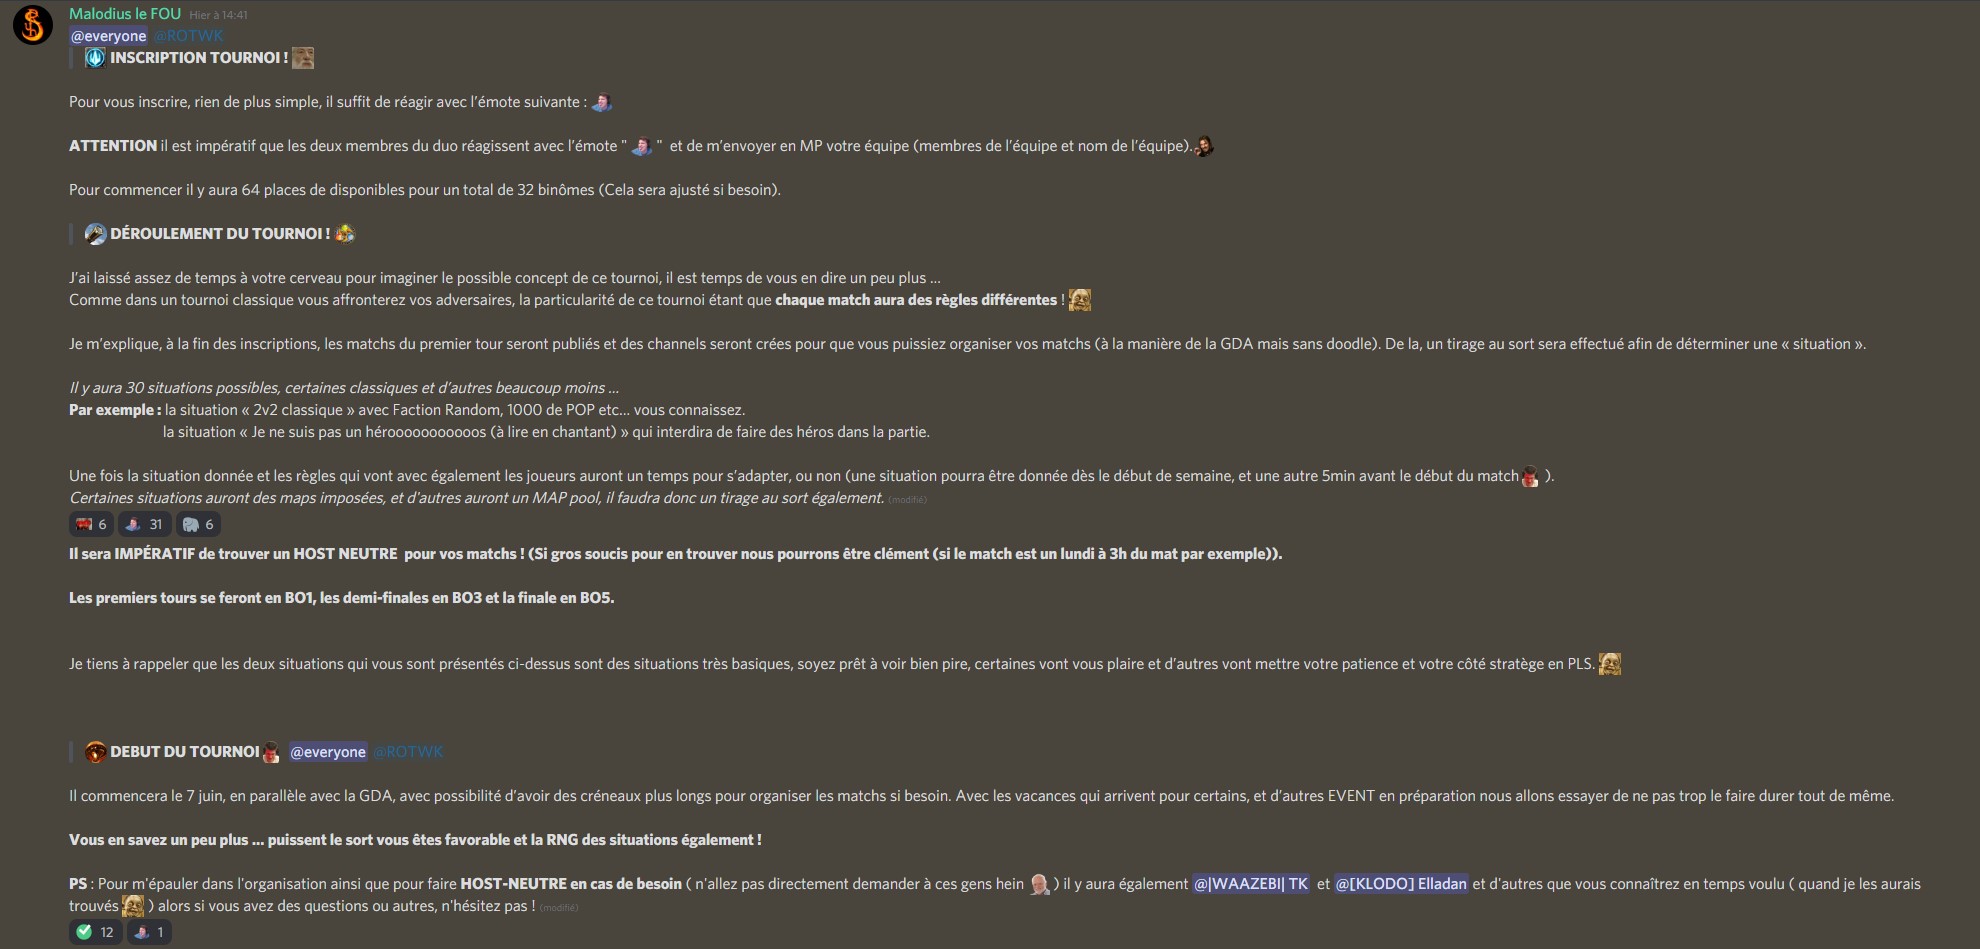 Malodius le FOU Hier à 14:41
@everyone @ROTWK
INSCRIPTION TOURNOI !
Pour vous inscrire, rien de plus simple, il suffit de réagir avec l'émote suivante :
ATTENTION il est impératif que les deux membres du duo réagissent avec l'émote " " et de m'envoyer en MP votre équipe (membres de l'équipe et nom de l'équipe).
Pour commencer il y aura 64 places de disponibles pour un total de 32 binômes (Cela sera ajusté si besoin).
DÉROULEMENT DU TOURNOI !
J'ai laissé assez de temps à votre cerveau pour imaginer le possible concept de ce tournoi, il est temps de vous en dire un peu plus ...
Comme dans un tournoi classique vous affronterez vos adversaires, la particularité de ce tournoi étant que chaque match aura des règles différentes !
Je m'explique, à la fin des inscriptions, les matchs du premier tour seront publiés et des channels seront crées pour que vous puissiez organiser vos matchs (à la manière de la GDA mais sans doodle). De la, un tirage au sort sera effectué afin de déterminer une « situation ».
Il y aura 30 situations possibles, certaines classiques et d'autres beaucoup moins ...
Par exemple : la situation « 2v2 classique » avec Faction Random, 1000 de POP etc... vous connaissez.
la situation « Je ne suis pas un hérooooooooooos (à lire en chantant) » qui interdira de faire des héros dans la partie.
Une fois la situation donnée et les règles qui vont avec également les joueurs auront un temps pour s'adapter, ou non (une situation pourra être donnée dès le début de semaine, et une autre 5min avant le début du match ).
Certaines situations auront des maps imposées, et d'autres auront un MAP pool, il faudra donc un tirage au sort également. (modifié)
6 31 6
Il sera IMPÉRATIF de trouver un HOST NEUTRE pour vos matchs ! (Si gros soucis pour en trouver nous pourrons être clément (si le match est un lundi à 3h du mat par exemple)).
Les premiers tours se feront en BO1, les demi-finales en BO3 et la finale en BO5.
Je tiens à rappeler que les deux situations qui vous sont présentés ci-dessus sont des situations très basiques, soyez prêt à voir bien pire, certaines vont vous plaire et d'autres vont mettre votre patience et votre côté stratège en PLS.
DEBUT DU TOURNOI @everyone @ROTWK
Il commencera le 7 juin, en parallèle avec la GDA, avec possibilité d'avoir des créneaux plus longs pour organiser les matchs si besoin. Avec les vacances qui arrivent pour certains, et d'autres EVENT en préparation nous allons essayer de ne pas trop le faire durer tout de même.
Vous en savez un peu plus ... puissent le sort vous êtes favorable et la RNG des situations également !
PS : Pour m'épauler dans l'organisation ainsi que pour faire HOST-NEUTRE en cas de besoin ( n'allez pas directement demander à ces gens hein ) il y aura également @|WAAZEBI| TK et @[KLODO] Elladan et d'autres que vous connaîtrez en temps voulu ( quand je les aurais
trouvés ) alors si vous avez des questions ou autres, n'hésitez pas ! (modifié)
12 1